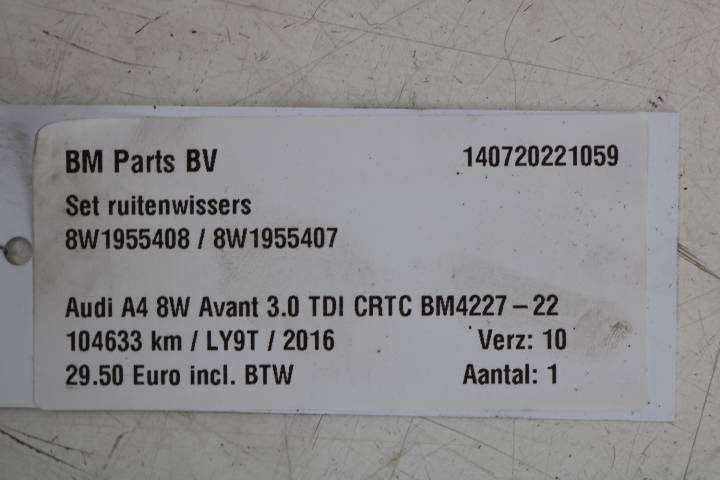 BM Parts BV 140720221059
Set ruitenwissers
8W1955408 / 8W1955407
Audi A4 8W Avant 3.0 TDI CRTC BM4227 – 22
104633 km / LY9T / 2016 Verz: 10
29.50 Euro incl. BTW Aantal: 1